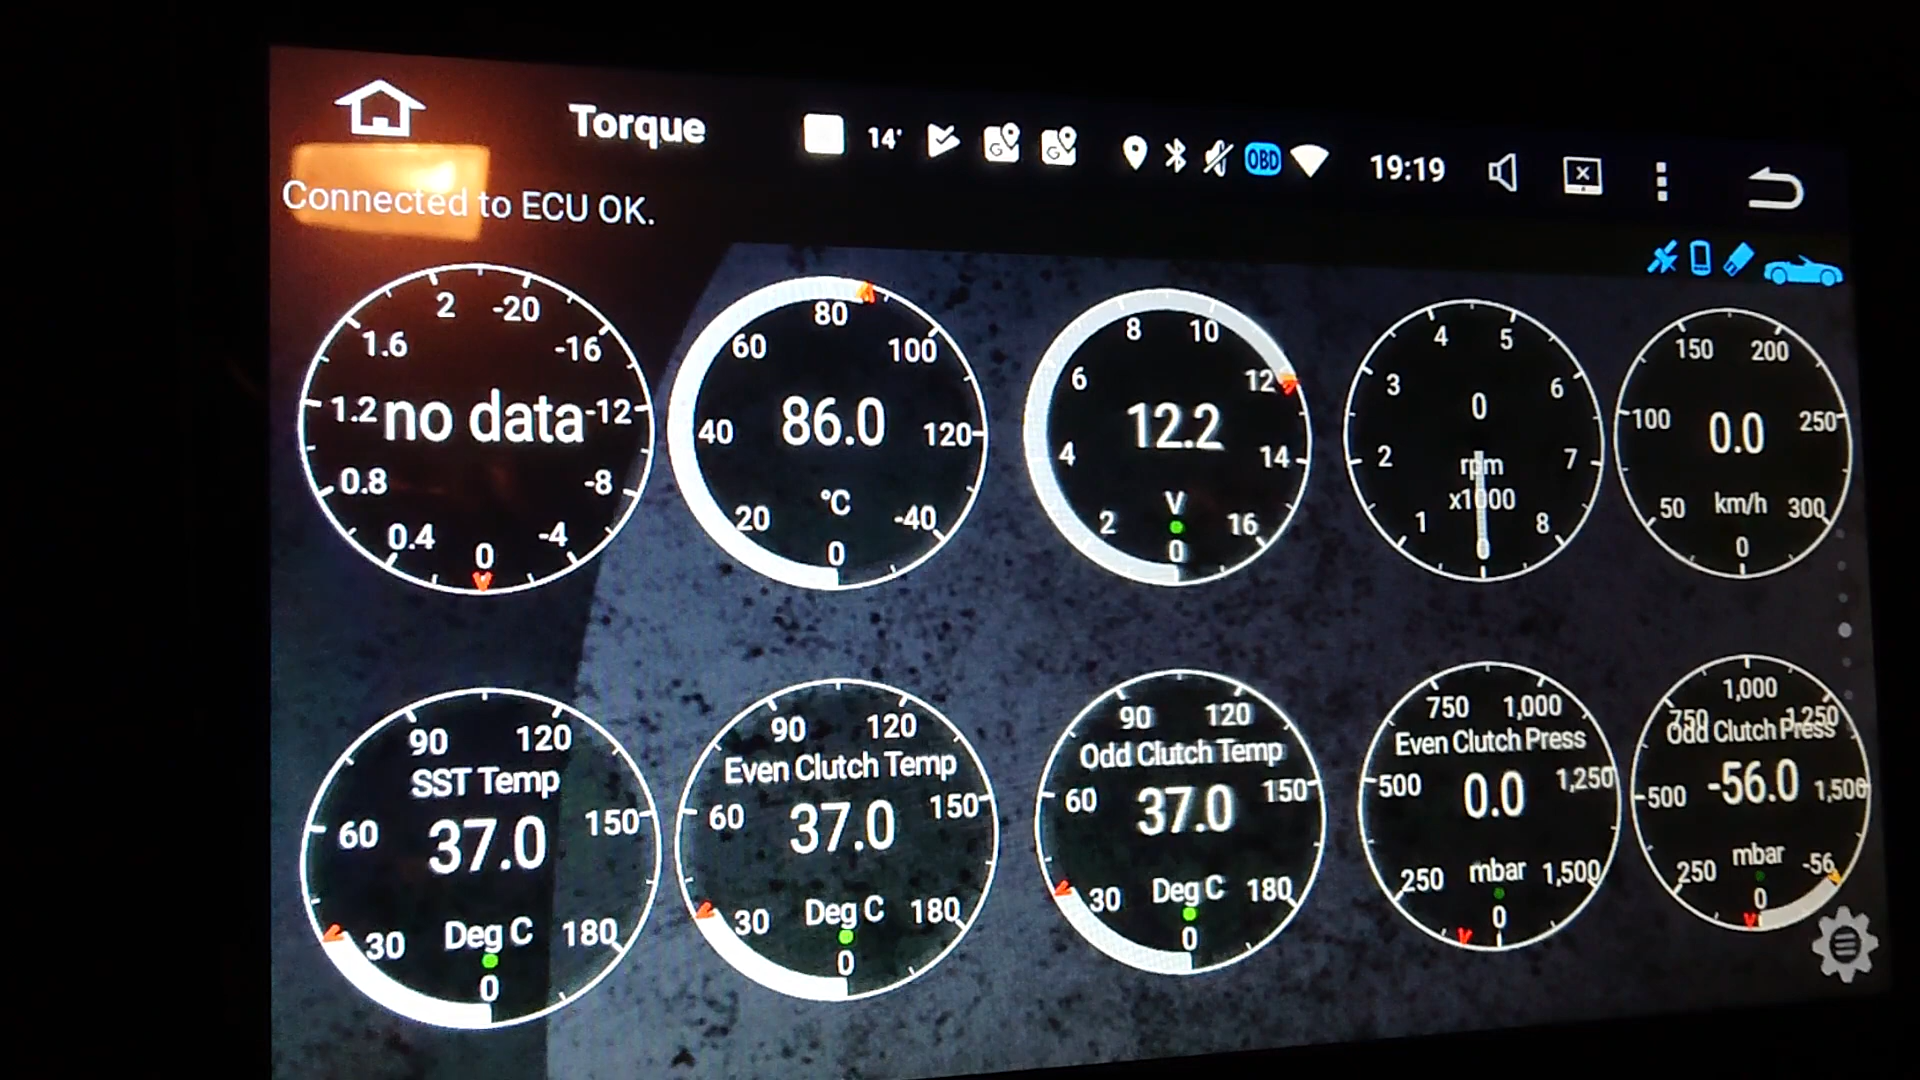 Torque 14° OBD 19:19
Connected to ECU OK.
2 -20
1.6 -16
1.2 no data -12
0.8 -8
0.4 -4
0
80
60 100
40 86.0 120
°C
20 -40
0
8 10
6 12
12.2
4 14
V
2 16
0
4 5
3 6
0
2 rpm 7
x1000
1 8
0
150 200
100 0.0 250
50 km/h 300
0
90 120
SST Temp
60 37.0 150
30 Deg C 180
0
90 120
Even Clutch Temp
60 37.0 150
30 Deg C 180
0
90 120
Odd Clutch Temp
60 37.0 150
30 Deg C 180
0
750 1,000
Even Clutch Press
500 0.0 1,250
250 mbar 1,500
0
1,000
750 1,250
Odd Clutch Press
500 -56.0 1,500
250 mbar -56
0